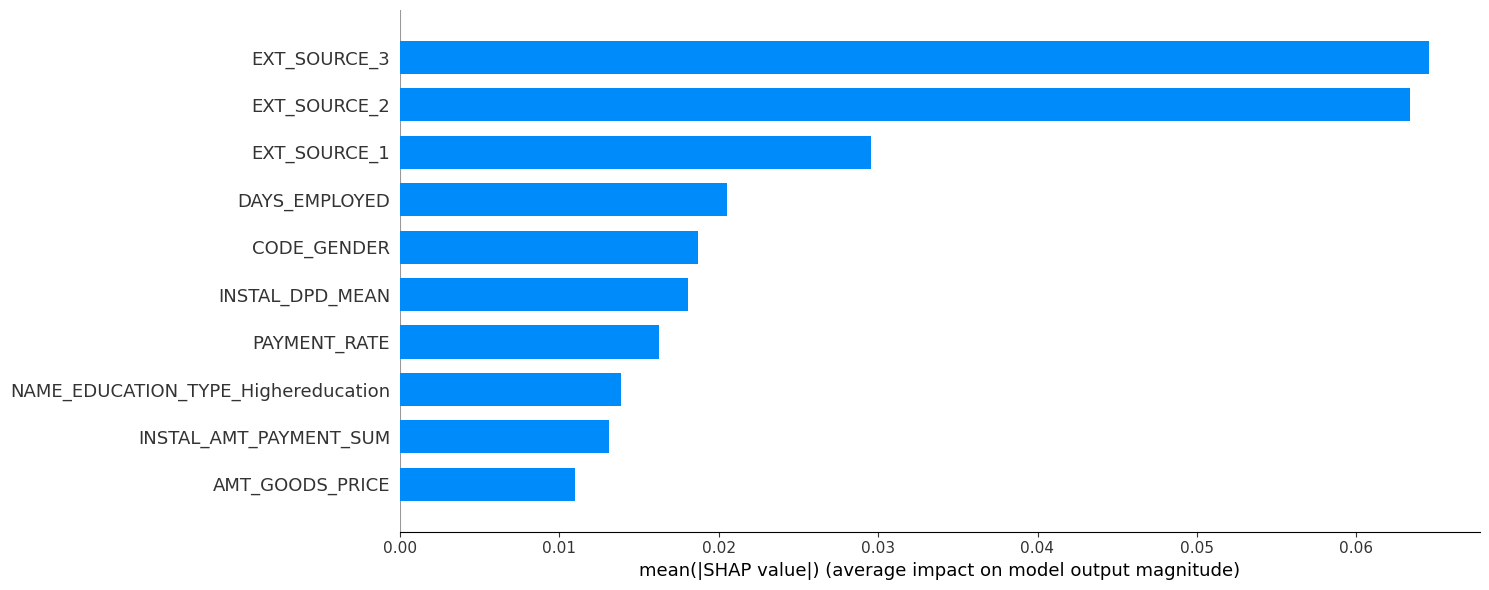 EXT_SOURCE_3
EXT_SOURCE_2
EXT_SOURCE_1
DAYS_EMPLOYED
CODE_GENDER
INSTAL_DPD_MEAN
PAYMENT_RATE
NAME_EDUCATION_TYPE_Highereducation
INSTAL_AMT_PAYMENT_SUM
AMT_GOODS_PRICE
0.00 0.01 0.02 0.03 0.04 0.05 0.06
mean(|SHAP value|) (average impact on model output magnitude)